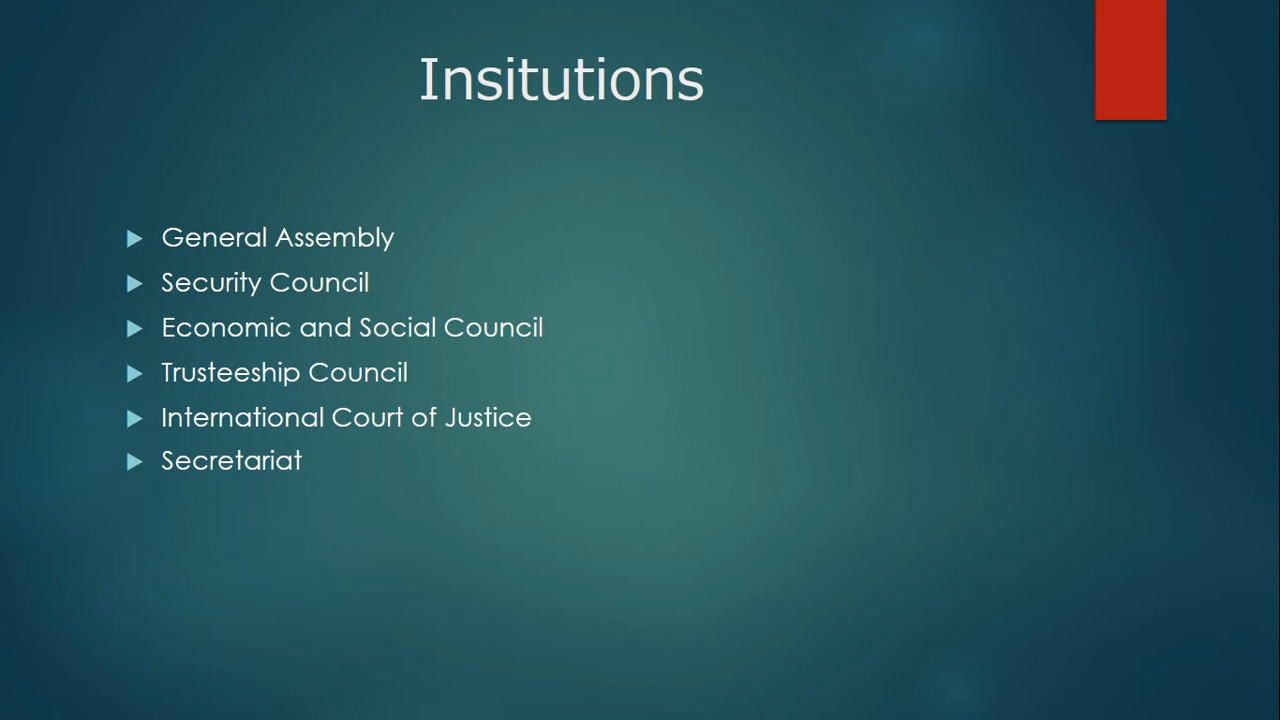 Insitutions
General Assembly
Security Council
Economic and Social Council
Trusteeship Council
International Court of Justice
Secretariat